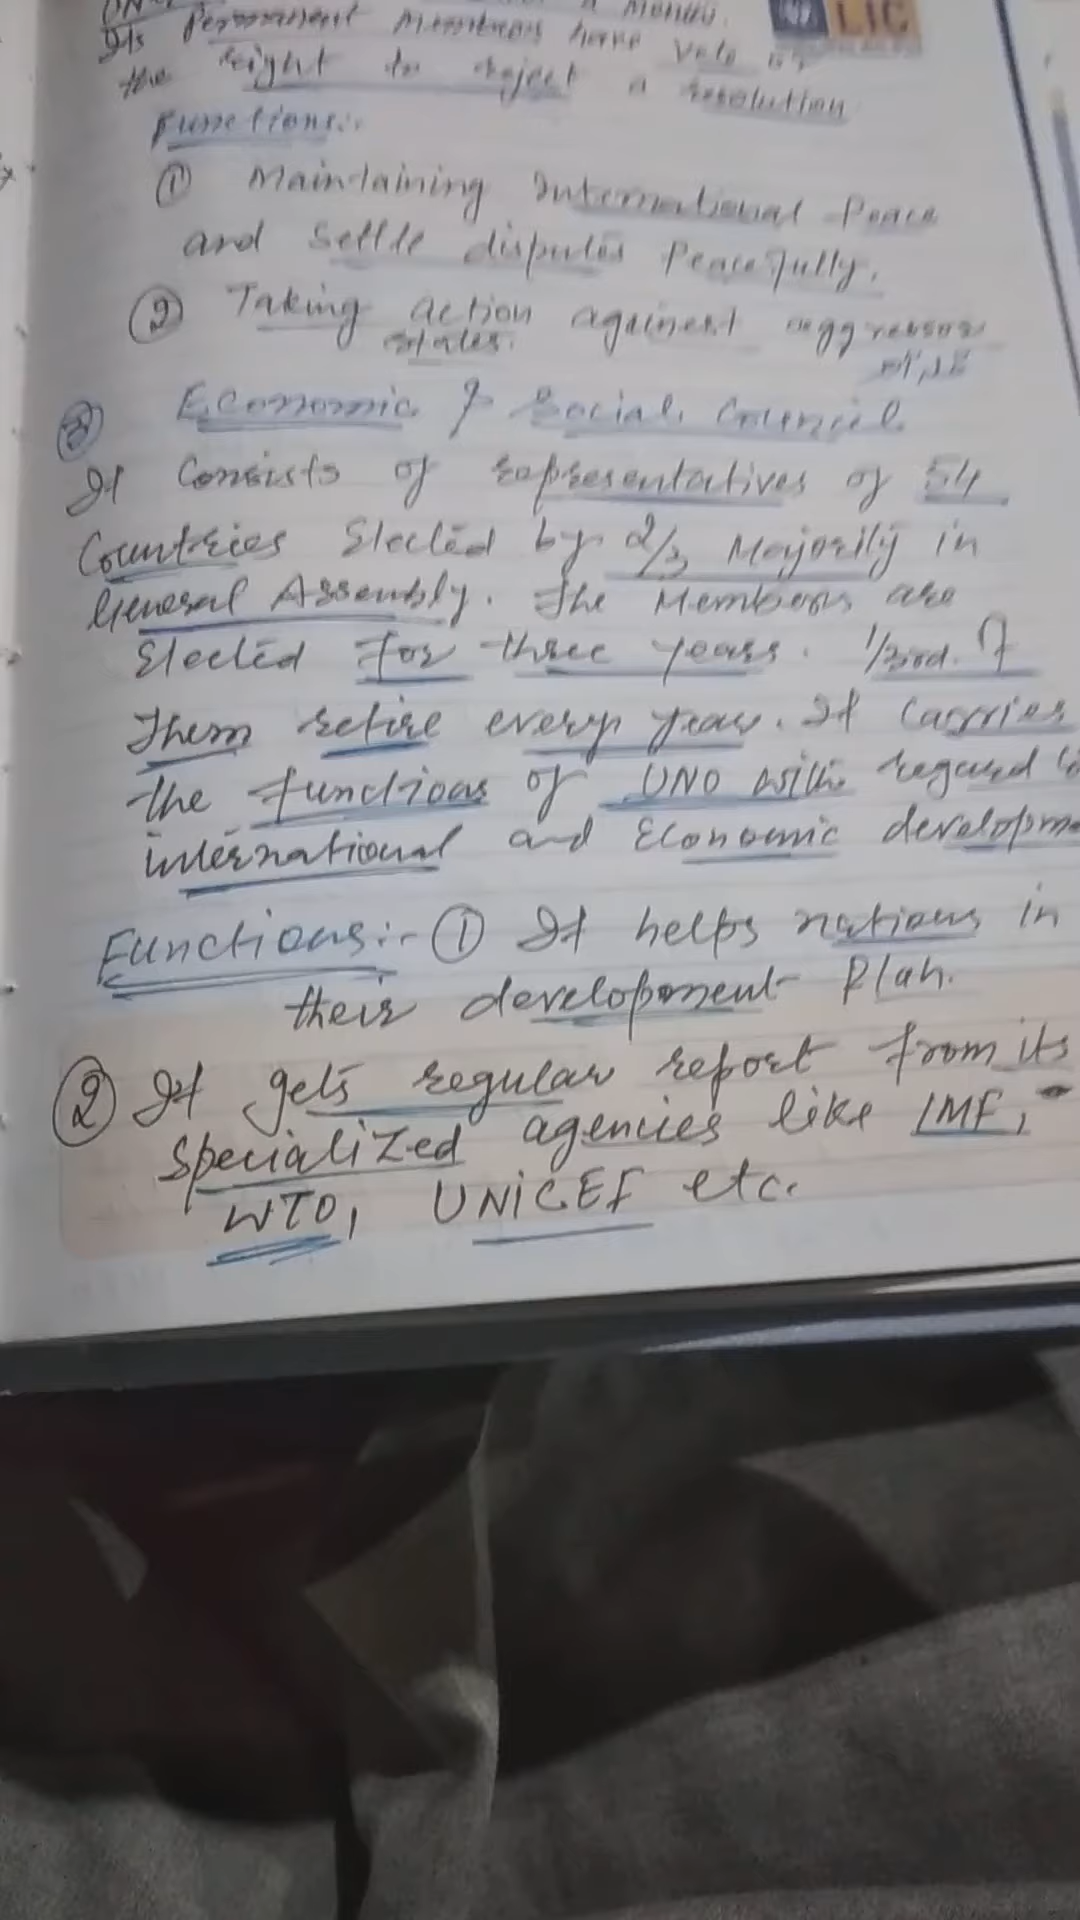 a month.
LIC
Its Permanent Members have Veto or
the right to reject a resolution
Functions:-
① Maintaining International Peace
and Settle disputes Peacefully.
② Taking action against aggressor
states.
③ Economic & Social Council
It Consists of representatives of 54
Countries Elected by 2/3 Majority in
General Assembly. The Members are
Elected for three years. 1/3rd. of
Them retire every year. It Carries
the functions of UNO with regard to
international and Economic developme
Functions:- ① It helps nations in
their development Plan.
② It gets regular report from its
Specialized agencies like IMF,
WTO, UNICEF etc.